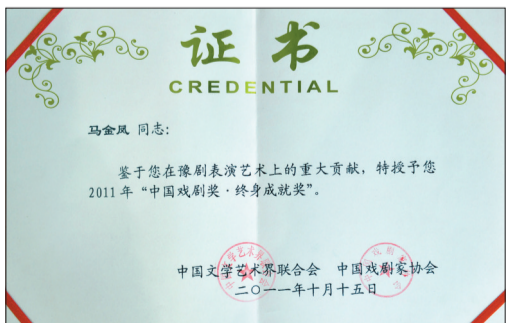 证书
CREDENTIAL
马金凤 同志：
鉴于您在豫剧表演艺术上的重大贡献，特授予您
2011年“中国戏剧奖·终身成就奖”。
中国文学艺术界联合会 中国戏剧家协会
二〇一一年十月十五日